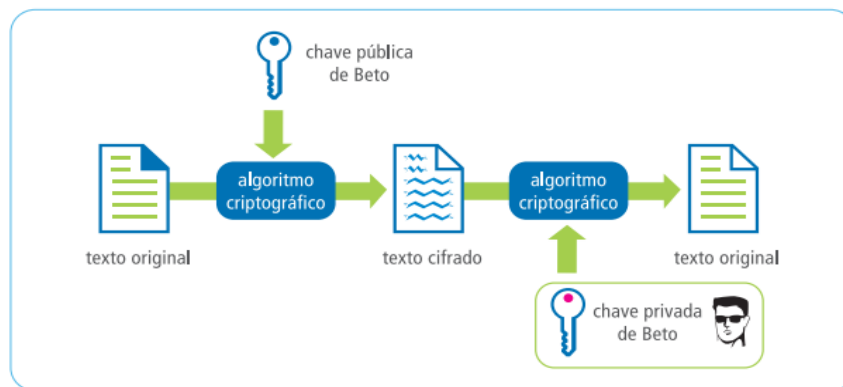 chave pública
de Beto
algoritmo
criptográfico
algoritmo
criptográfico
texto original
texto cifrado
texto original
chave privada
de Beto